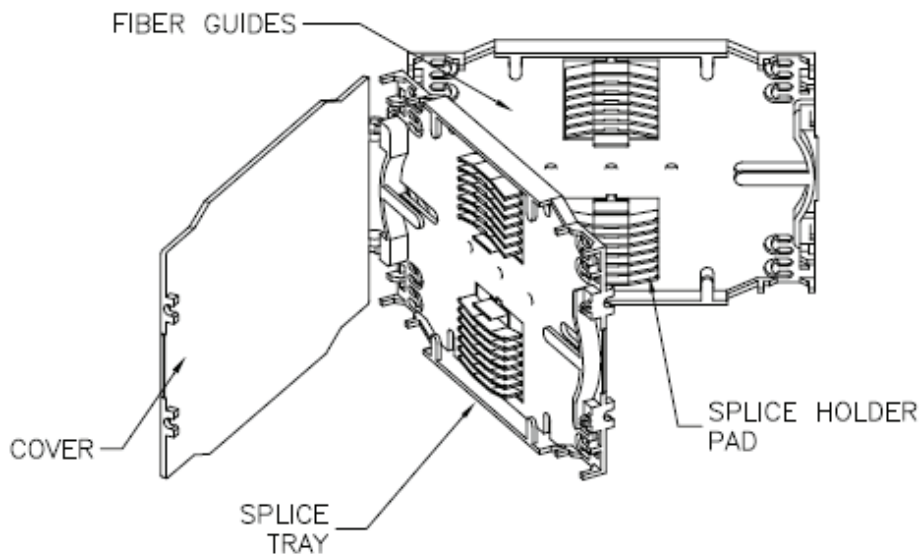 FIBER GUIDES
COVER
SPLICE
TRAY
SPLICE HOLDER
PAD